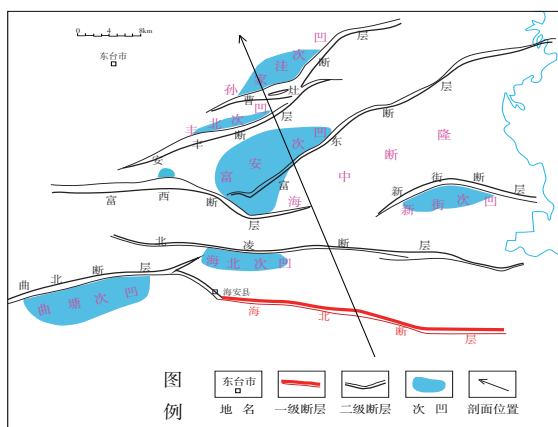 0 4 8km
东台市
孙家洼次凹
曹灶断层
丰北次凹
安丰断层
富安次凹
富东断层
海中断隆
富西断层
新街断层
新街次凹
北凌断层
海北次凹
曲北断层
曲塘次凹
海安县
海北断层
图例
东台市
地名 一级断层 二级断层 次凹 剖面位置